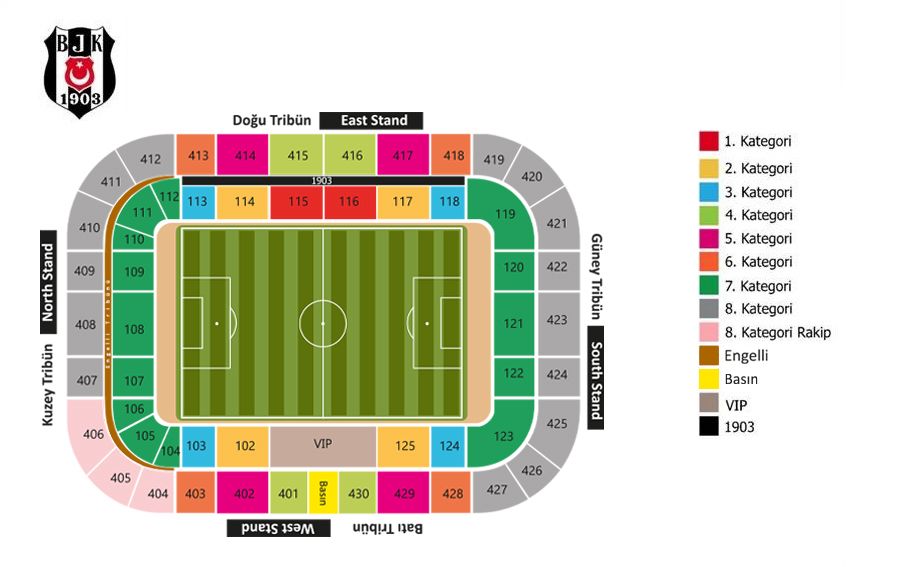 BJK
1903
Doğu Tribün East Stand
412 413 414 415 416 417 418 419
411 420
1903
112 113 114 115 116 117 118
111 119
410 110 421
409 109 120 422
408 108 121 423
407 107 122 424
406 106 425
105 123
104 103 102 VIP 125 124
405 426
404 403 402 401 Basın 430 429 428 427
Engelli Tribünü
North Stand
Kuzey Tribün
Güney Tribün
South Stand
West Stand Batı Tribün
1. Kategori
2. Kategori
3. Kategori
4. Kategori
5. Kategori
6. Kategori
7. Kategori
8. Kategori
8. Kategori Rakip
Engelli
Basın
VIP
1903